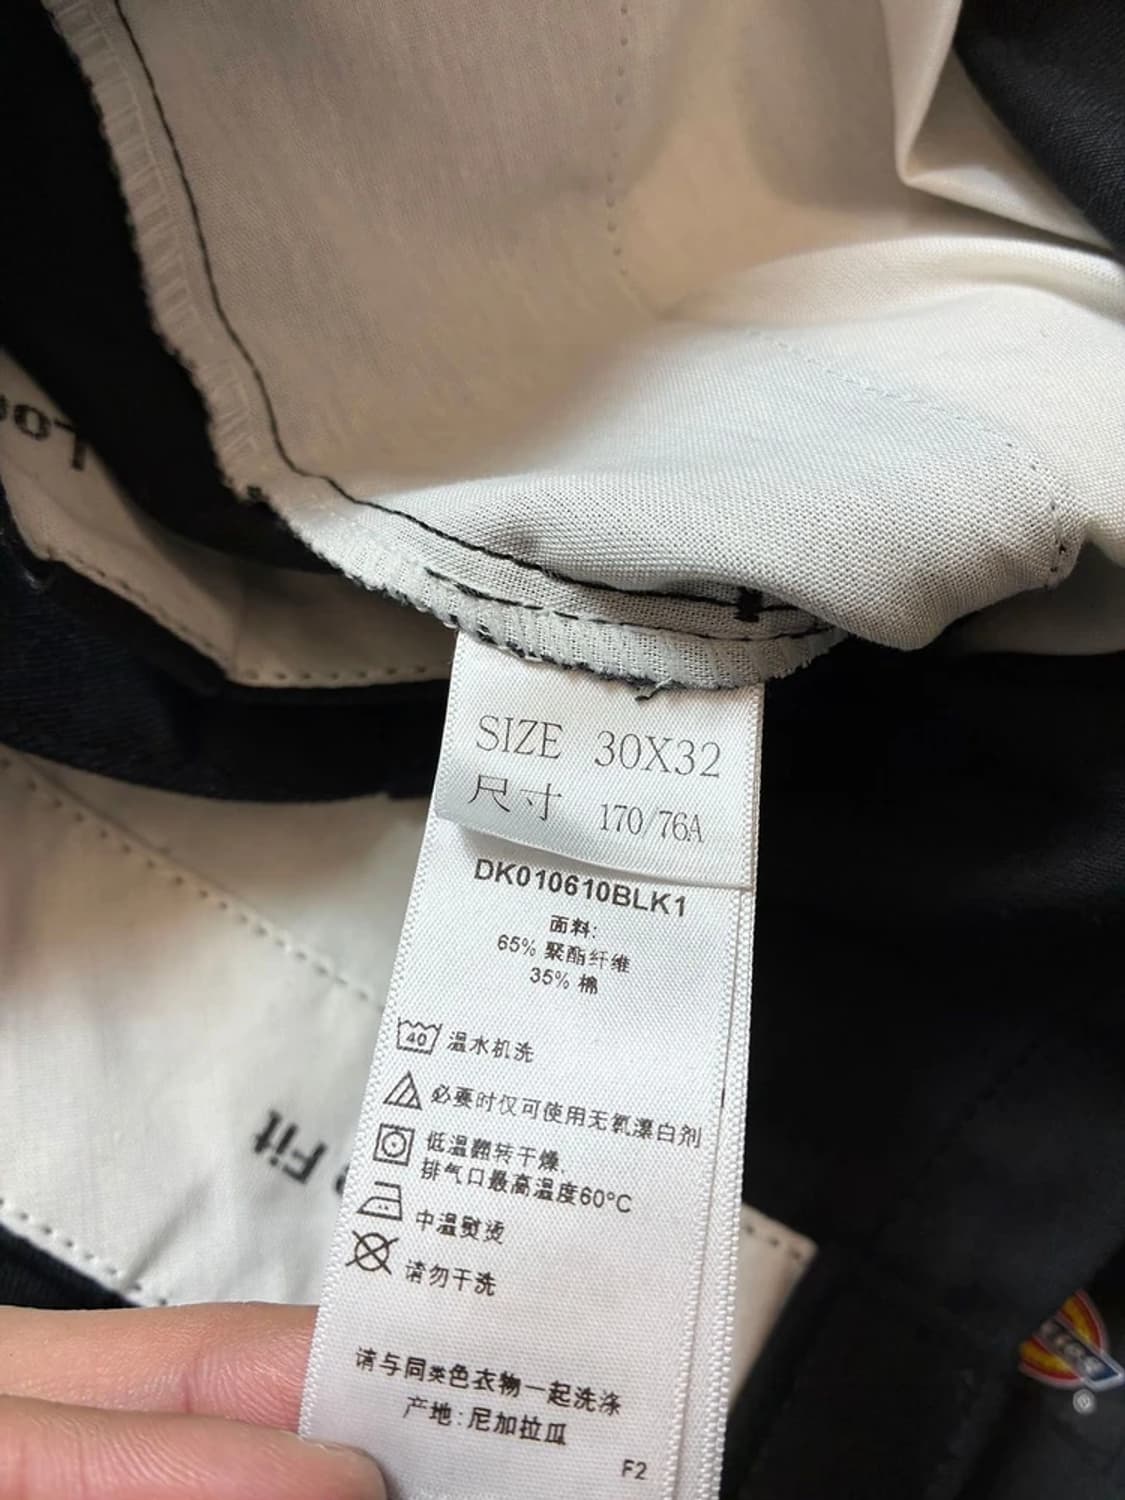 SIZE 30X32
尺寸 170/76A
DK010610BLK1
面料:
65% 聚酯纤维
35% 棉
40 温水机洗
必要时仅可使用无氯漂白剂
低温翻转干燥,
排气口最高温度60°C
中温熨烫
请勿干洗
请与同类色衣物一起洗涤
产地:尼加拉瓜
F2
Fit